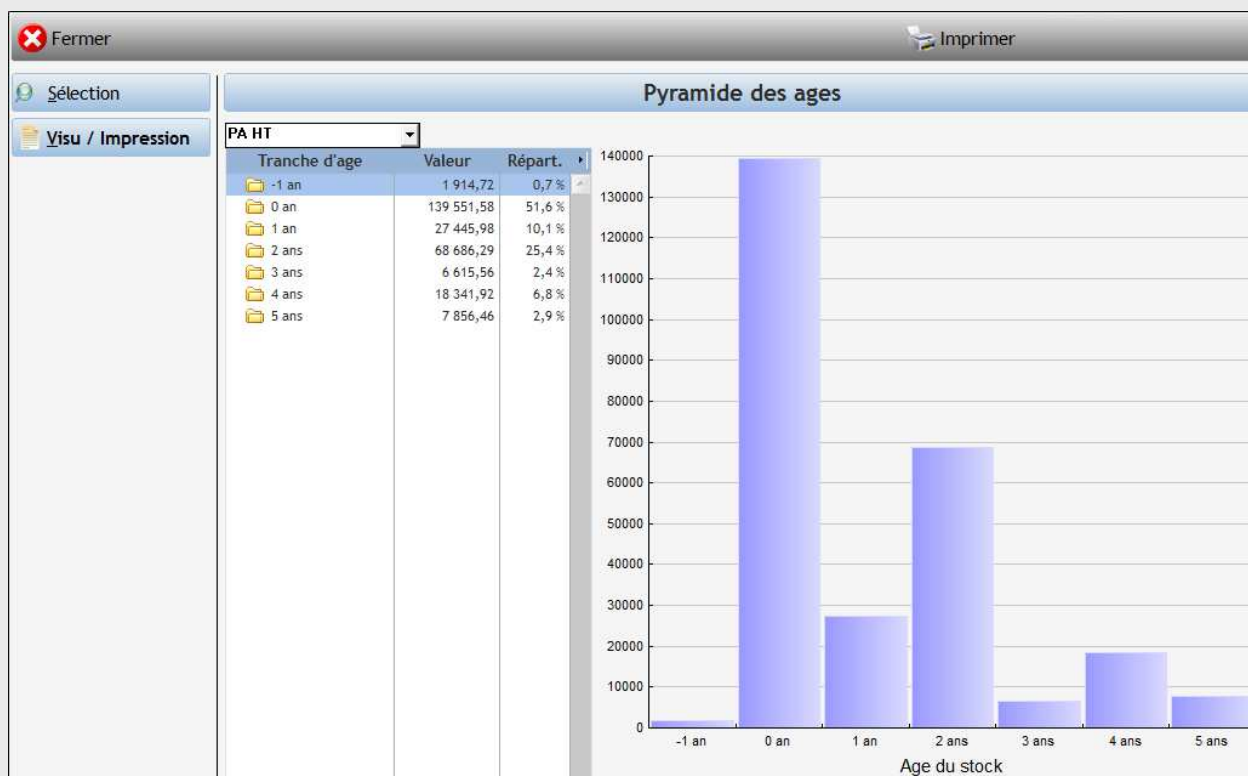 Fermer Imprimer
Sélection
Visu / Impression
Pyramide des ages
PA HT
Tranche d'age Valeur Répart.
-1 an 1 914,72 0,7 %
0 an 139 551,58 51,6 %
1 an 27 445,98 10,1 %
2 ans 68 686,29 25,4 %
3 ans 6 615,56 2,4 %
4 ans 18 341,92 6,8 %
5 ans 7 856,46 2,9 %
140000
130000
120000
110000
100000
90000
80000
70000
60000
50000
40000
30000
20000
10000
0
-1 an 0 an 1 an 2 ans 3 ans 4 ans 5 ans
Age du stock